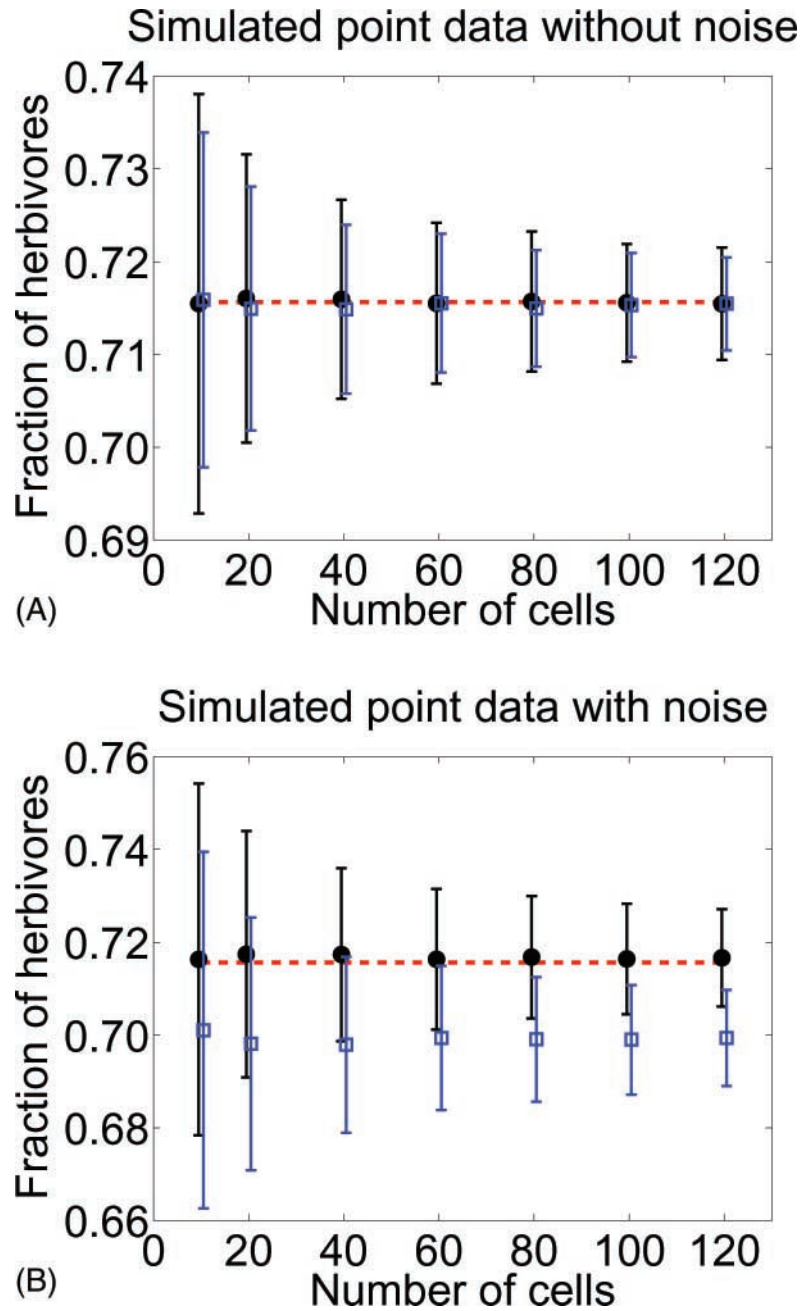 Simulated point data without noise
0.74
0.73
0.72
0.71
0.70
0.69
Fraction of herbivores
0 20 40 60 80 100 120
Number of cells
(A)
Simulated point data with noise
0.76
0.74
0.72
0.70
0.68
0.66
Fraction of herbivores
0 20 40 60 80 100 120
Number of cells
(B)